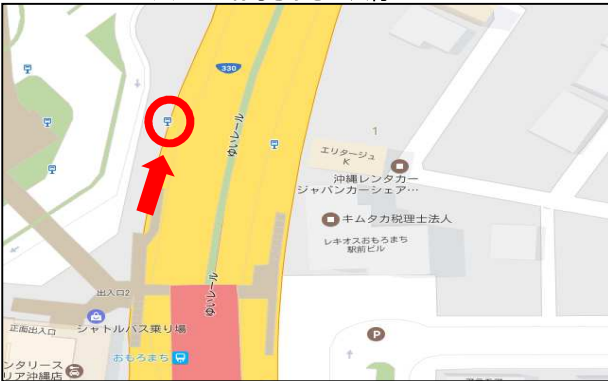 330
ゆいレール
1
エリタージュ
K
沖縄レンタカー
ジャパンカーシェア…
キムタカ税理士法人
レキオスおもろまち
駅前ビル
出入口2
ゆいレール
正面出入口
シャトルバス乗り場
P
おもろまち
ンタリース
リア沖縄店